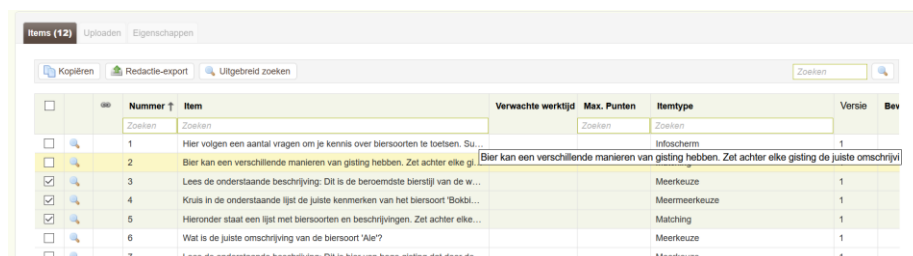 Items (12) Uploaden Eigenschappen
Kopiëren Redactie-export Uitgebreid zoeken Zoeken
Nummer ↑ Item Verwachte werktijd Max. Punten Itemtype Versie Bev
Zoeken Zoeken Zoeken Zoeken
1 Hier volgen een aantal vragen om je kennis over biersoorten te toetsen. Su... Infoscherm 1
2 Bier kan een verschillende manieren van gisting hebben. Zet achter elke gi...
Bier kan een verschillende manieren van gisting hebben. Zet achter elke gisting de juiste omschrijvi
3 Lees de onderstaande beschrijving: Dit is de beroemdste bierstijl van de w... Meerkeuze 1
4 Kruis in de onderstaande lijst de juiste kenmerken van het biersoort 'Bokbi... Meermeerkeuze 1
5 Hieronder staat een lijst met biersoorten en beschrijvingen. Zet achter elke... Matching 1
6 Wat is de juiste omschrijving van de biersoort 'Ale'? Meerkeuze 1